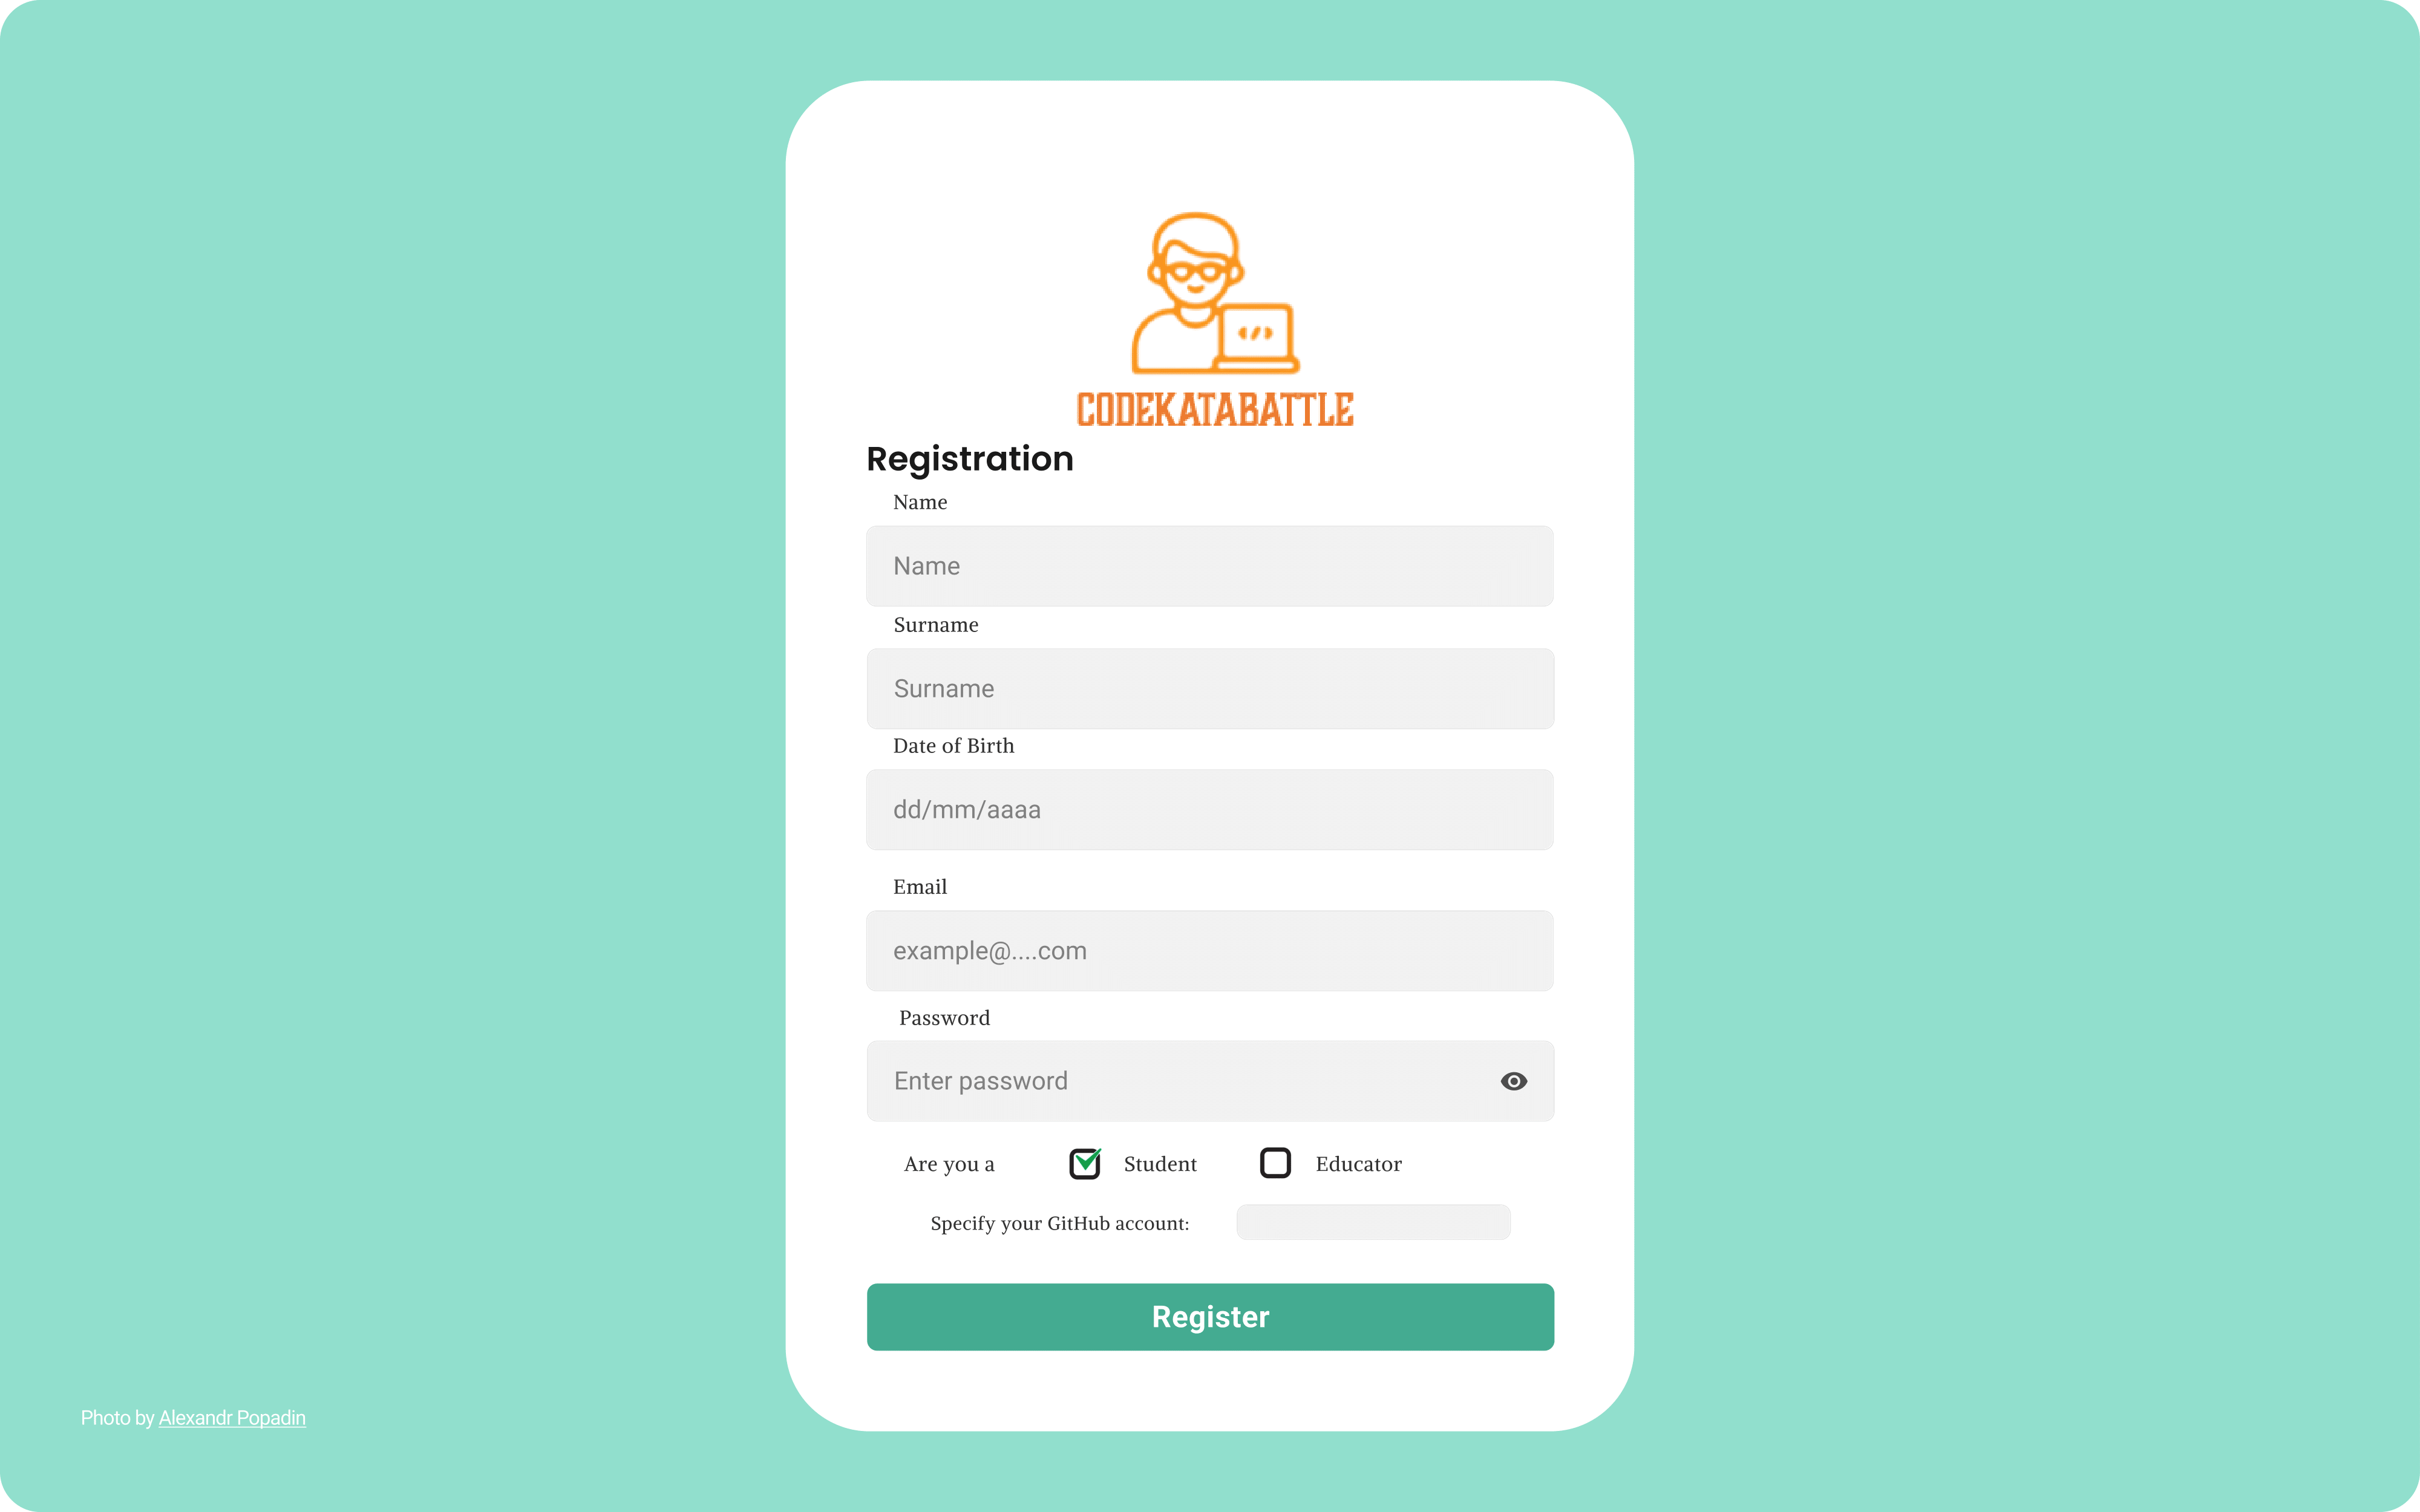 </>
CODEKATABATTLE
Registration
Name
Name
Surname
Surname
Date of Birth
dd/mm/aaaa
Email
example@....com
Password
Enter password
Are you a Student Educator
Specify your GitHub account:
Register
Photo by Alexandr Popadin